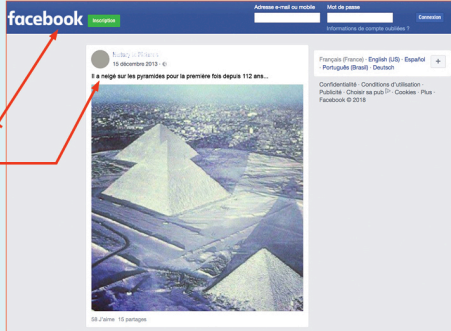 facebook
Inscription
Adresse e-mail ou mobile
Mot de passe
Connexion
Informations de compte oubliées ?
15 décembre 2013 ·
Il a neigé sur les pyramides pour la première fois depuis 112 ans...
58 J'aime 15 partages
Français (France) · English (US) · Español
· Português (Brasil) · Deutsch
+
Confidentialité · Conditions d'utilisation ·
Publicité · Choisir sa pub · Cookies · Plus ·
Facebook © 2018